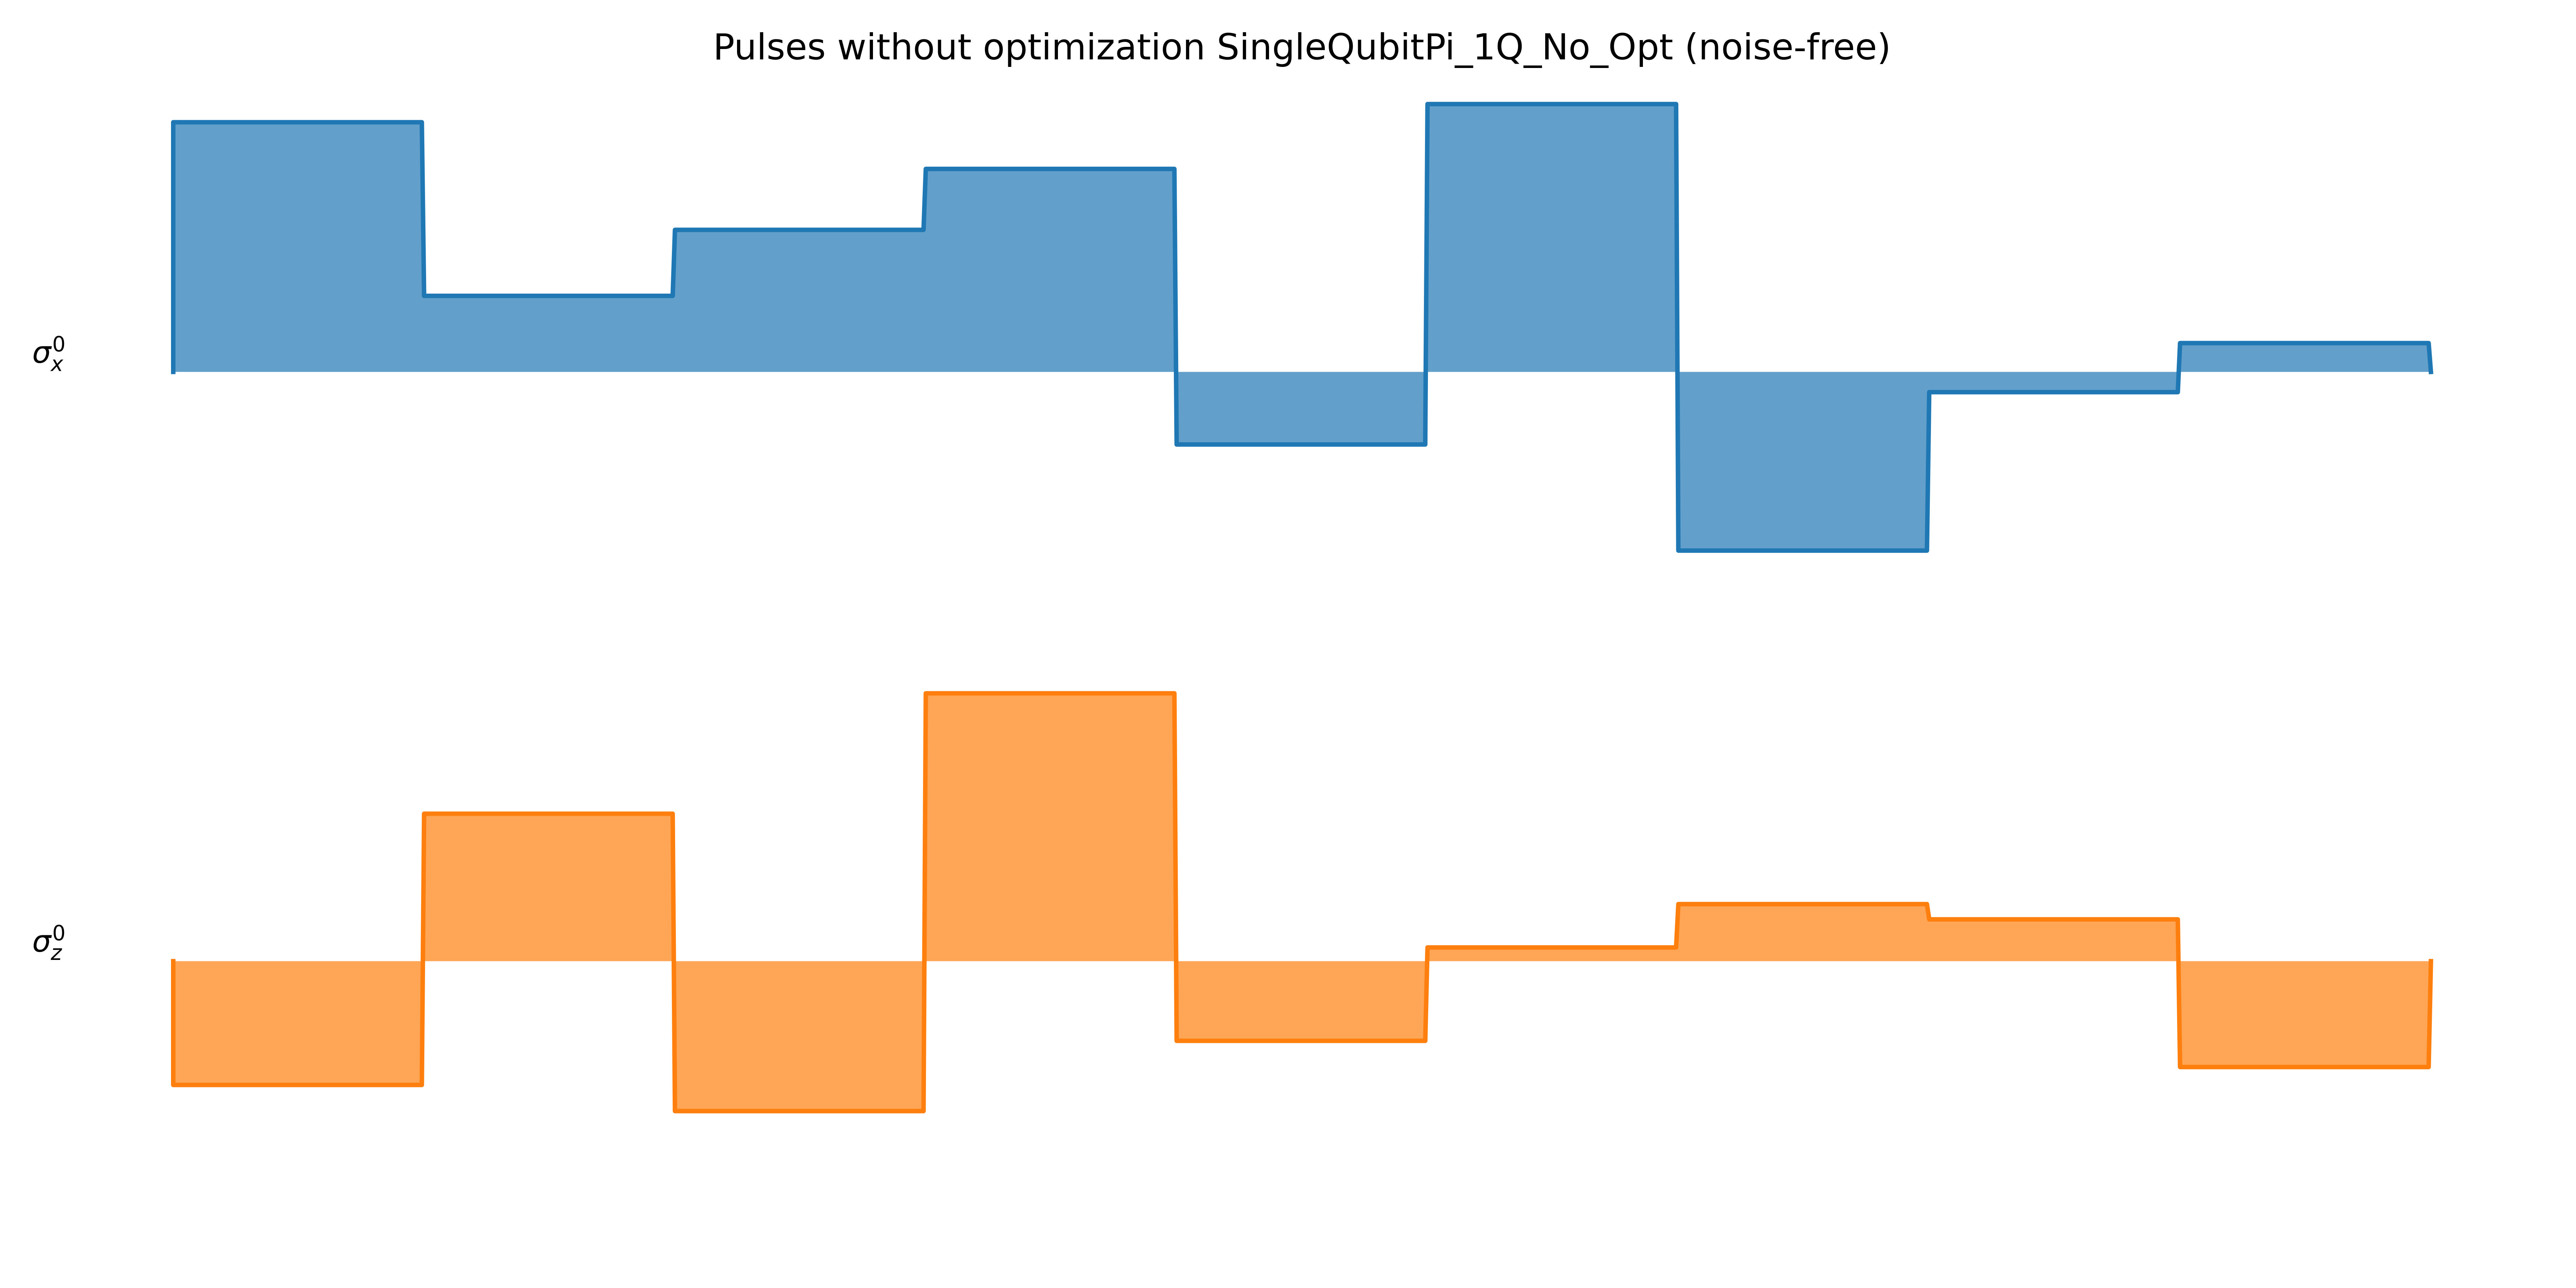 Pulses without optimization SingleQubitPi_1Q_No_Opt (noise-free)
σ_x^0
σ_z^0